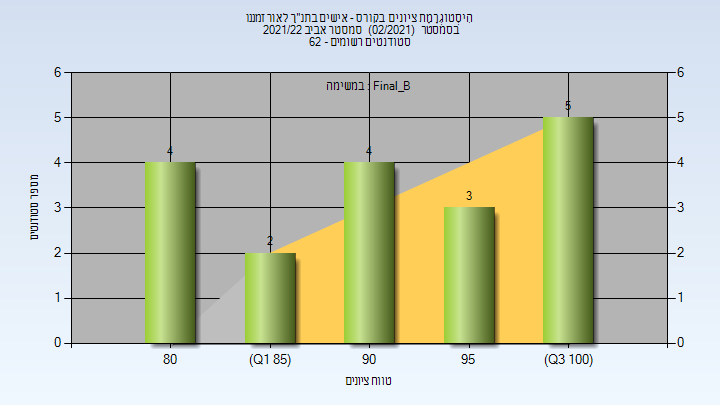 היסטוגרמת ציונים בקורס - אישים בתנ"ך לאור זמננו
בסמסטר (02/2021) סמסטר אביב 2021/22
סטודנטים רשומים - 62
במשימה : Final_B
6 6
5 5 5
4 4 4 4
3 3 3
2 2 2
1 1
0 0
מספר סטודנטים
80 (Q1 85) 90 95 (Q3 100)
טווח ציונים